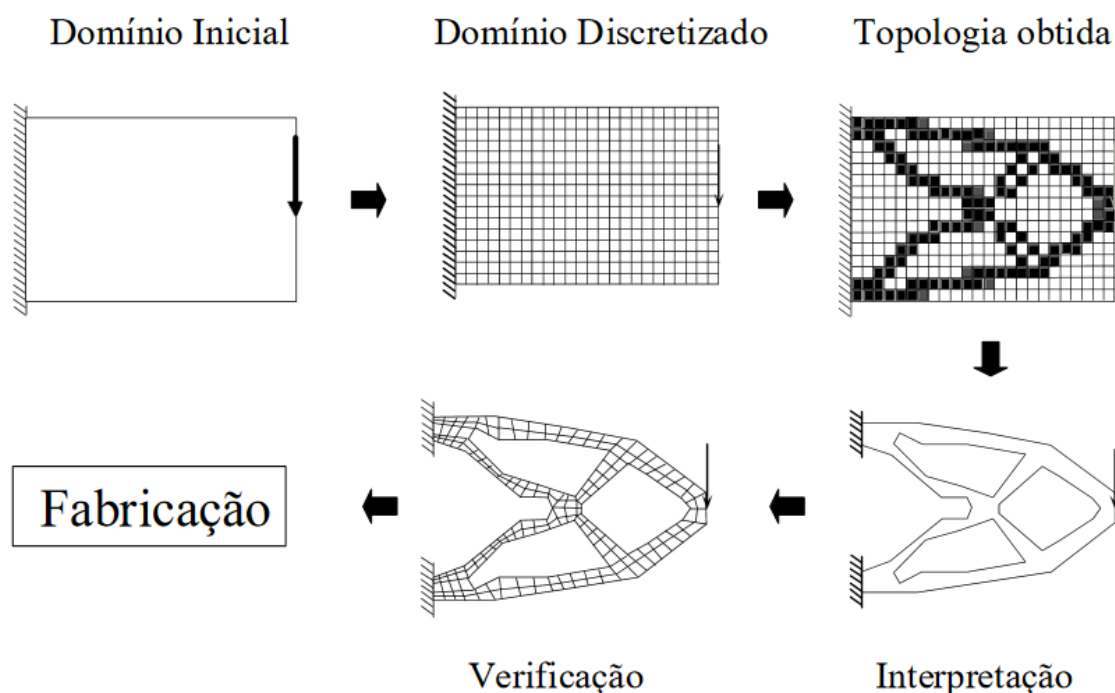 Domínio Inicial
Domínio Discretizado
Topologia obtida
Fabricação
Verificação
Interpretação